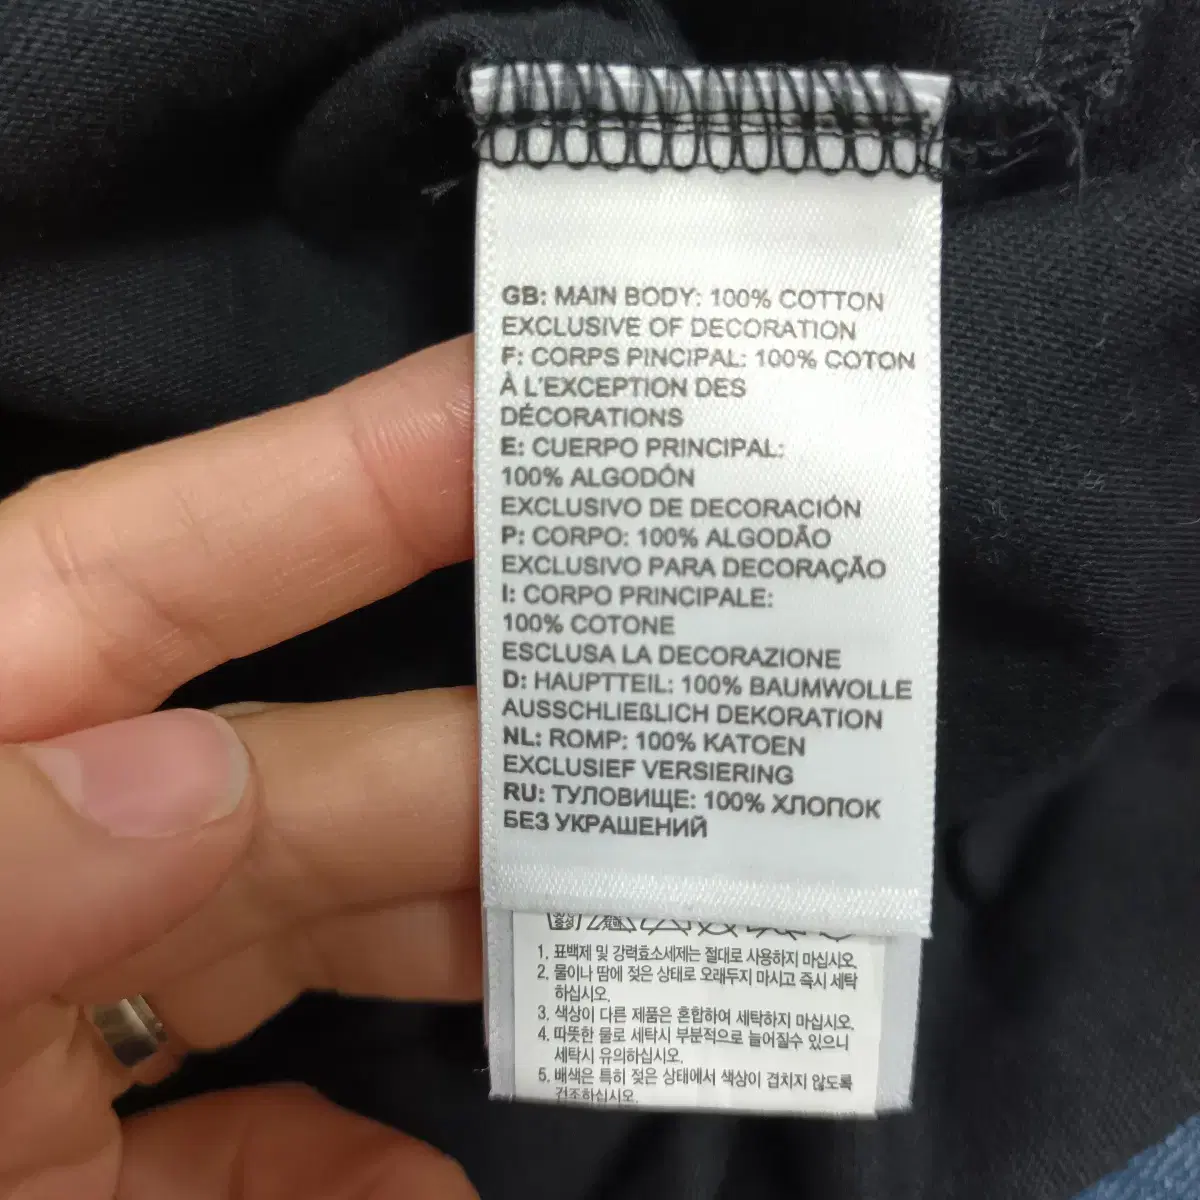 GB: MAIN BODY: 100% COTTON
EXCLUSIVE OF DECORATION
F: CORPS PINCIPAL: 100% COTON
À L'EXCEPTION DES
DÉCORATIONS
E: CUERPO PRINCIPAL:
100% ALGODÓN
EXCLUSIVO DE DECORACIÓN
P: CORPO: 100% ALGODÃO
EXCLUSIVO PARA DECORAÇÃO
I: CORPO PRINCIPALE:
100% COTONE
ESCLUSA LA DECORAZIONE
D: HAUPTTEIL: 100% BAUMWOLLE
AUSSCHLIEßLICH DEKORATION
NL: ROMP: 100% KATOEN
EXCLUSIEF VERSIERING
RU: ТУЛОВИЩЕ: 100% ХЛОПОК
БЕЗ УКРАШЕНИЙ
1. 표백제 및 강력효소세제는 절대로 사용하지 마십시오.
2. 물이나 땀에 젖은 상태로 오래두지 마시고 즉시 세탁
하십시오.
3. 색상이 다른 제품은 혼합하여 세탁하지 마십시오.
4. 따뜻한 물로 세탁시 부분적으로 늘어질수 있으니
세탁시 유의하십시오.
5. 배색은 특히 젖은 상태에서 색상이 겹치지 않도록
건조하십시오.